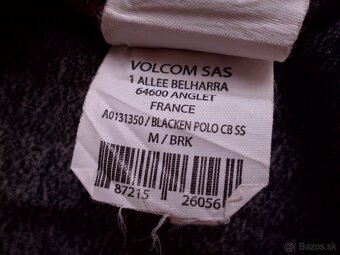 VOLCOM SAS
1 ALLEE BELHARRA
64600 ANGLET
FRANCE
A0131350 / BLACKEN POLO CB SS
M / BRK
87215 26056
Bazos.sk